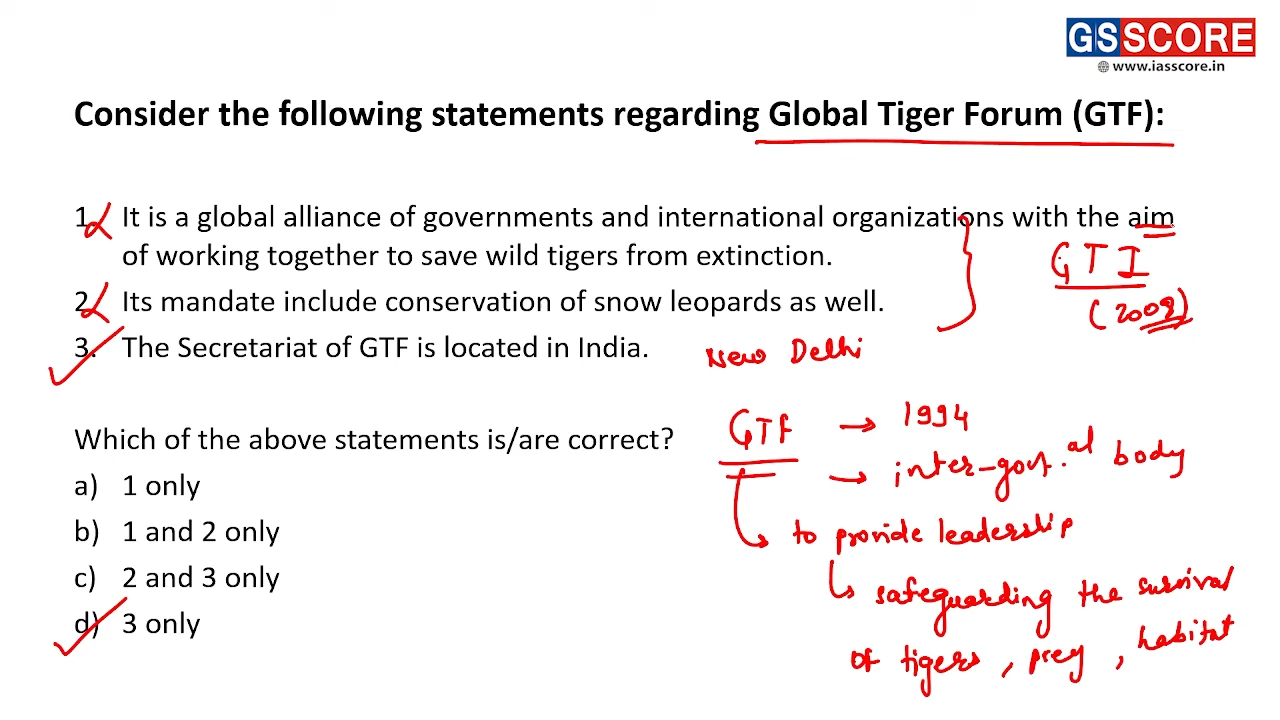 GSSCORE
www.iasscore.in
Consider the following statements regarding Global Tiger Forum (GTF):
1. It is a global alliance of governments and international organizations with the aim
of working together to save wild tigers from extinction.
GTI
(2008)
2. Its mandate include conservation of snow leopards as well.
3. The Secretariat of GTF is located in India.
New Delhi
GTF → 1994
→ inter-govt.al body
Which of the above statements is/are correct?
a) 1 only
b) 1 and 2 only
c) 2 and 3 only
d) 3 only
to provide leadership
safeguarding the survival
of tigers, prey, habitat